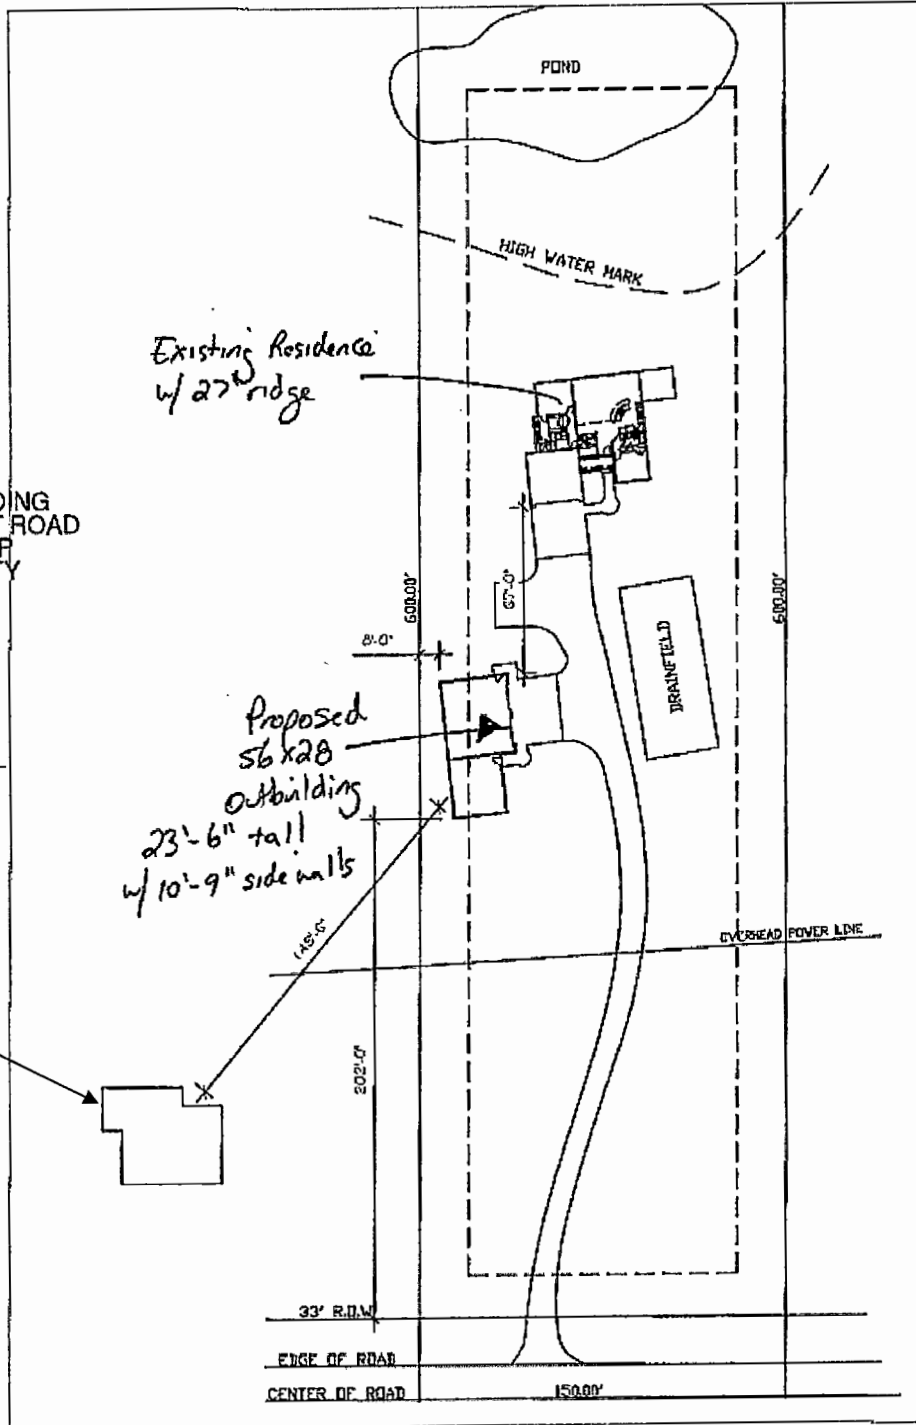 POND
HIGH WATER MARK
Existing Residence
w/ 27' ridge
DING
ROAD
P
Y
600.00'
600.00'
67'-0"
8'-0"
DRAINFIELD
Proposed
56x28
Outbuilding
23'-6" tall
w/ 10'-9" side walls
OVERHEAD POWER LINE
202'-0"
33' R.O.W
EDGE OF ROAD
CENTER OF ROAD
150.00'